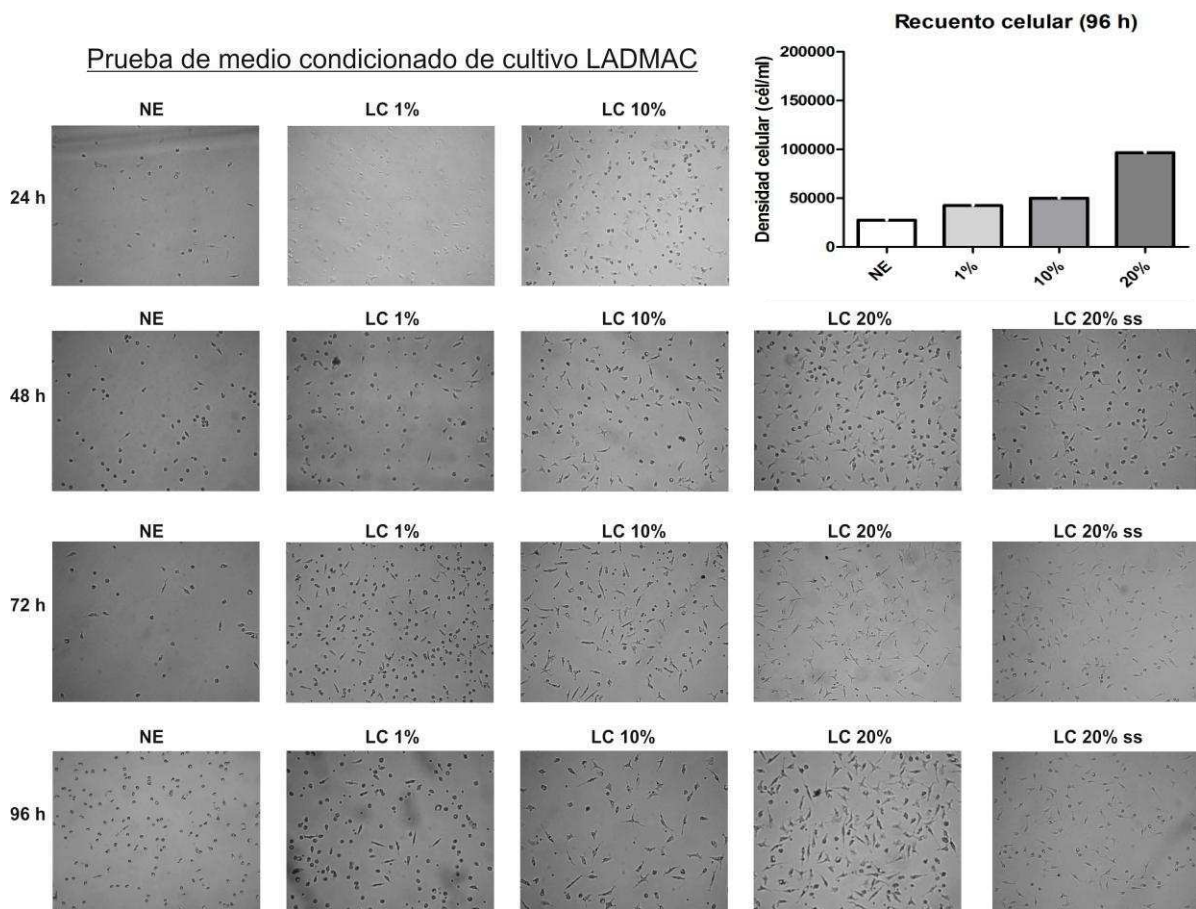 Prueba de medio condicionado de cultivo LADMAC
Recuento celular (96 h)
Densidad celular (cél/ml)
200000
150000
100000
50000
0
NE
1%
10%
20%
NE
LC 1%
LC 10%
24 h
NE
LC 1%
LC 10%
LC 20%
LC 20% ss
48 h
NE
LC 1%
LC 10%
LC 20%
LC 20% ss
72 h
NE
LC 1%
LC 10%
LC 20%
LC 20% ss
96 h